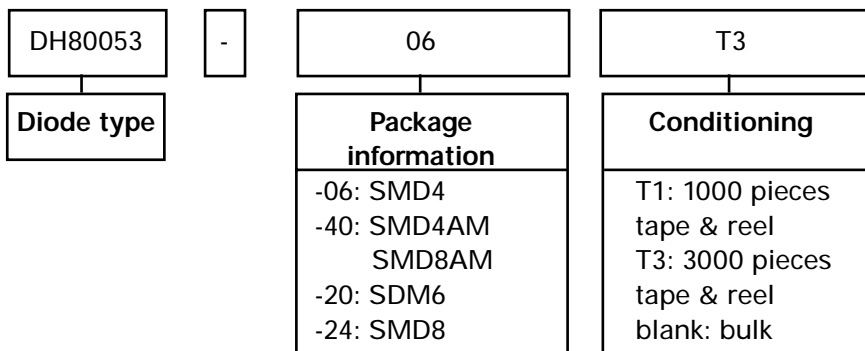 DH80053 - 06 T3
Diode type
Package
information
-06: SMD4
-40: SMD4AM
SMD8AM
-20: SDM6
-24: SMD8
Conditioning
T1: 1000 pieces
tape & reel
T3: 3000 pieces
tape & reel
blank: bulk